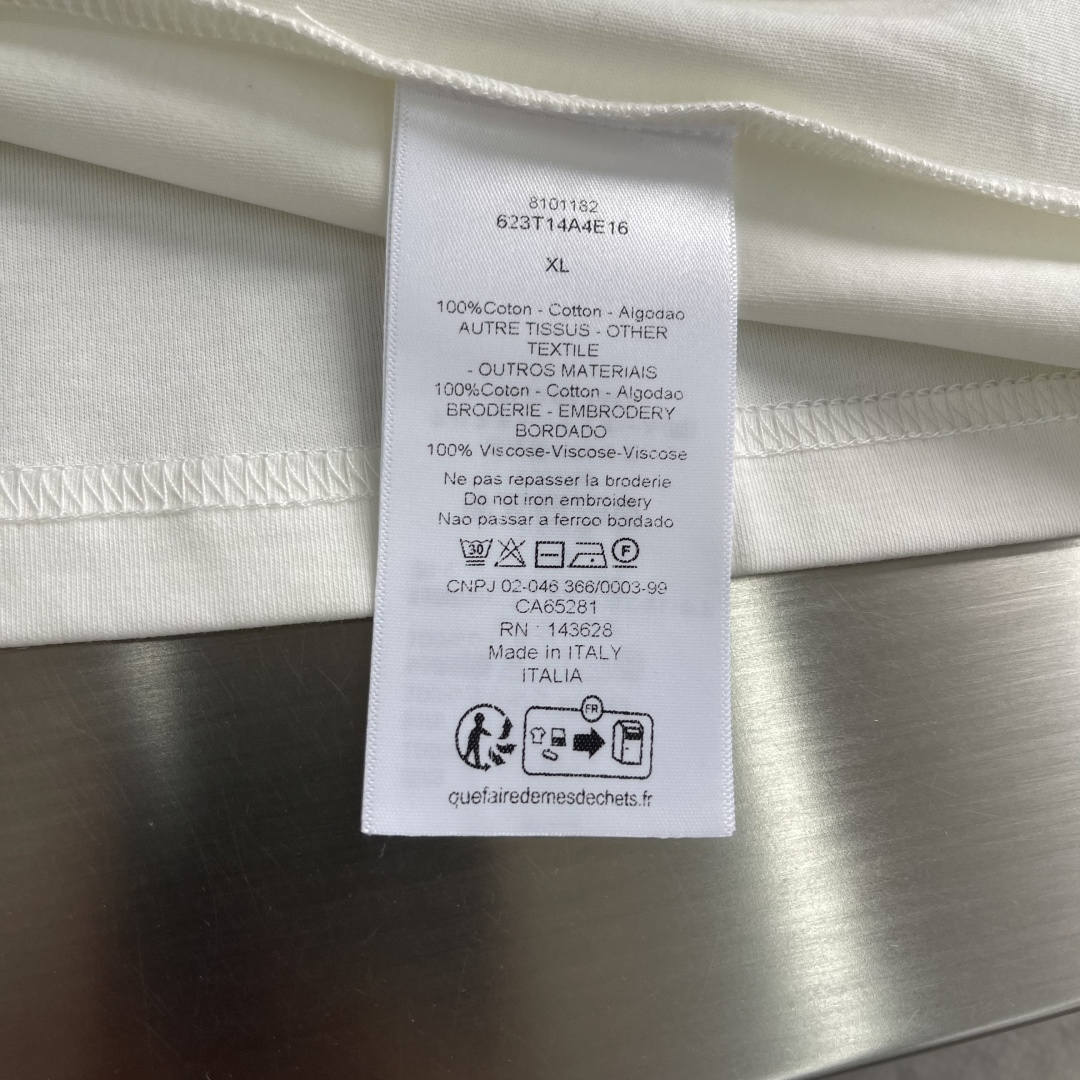 8101182
623T14A4E16
XL
100%Coton - Cotton - Algodao
AUTRE TISSUS - OTHER
TEXTILE
- OUTROS MATERIAIS
100%Coton - Cotton - Algodao
BRODERIE - EMBRODERY
BORDADO
100% Viscose-Viscose-Viscose
Ne pas repasser la broderie
Do not iron embroidery
Nao passar a ferroo bordado
30 F
CNPJ 02-046 366/0003-99
CA65281
RN : 143628
Made in ITALY
ITALIA
FR
quefairedemesdechets.fr